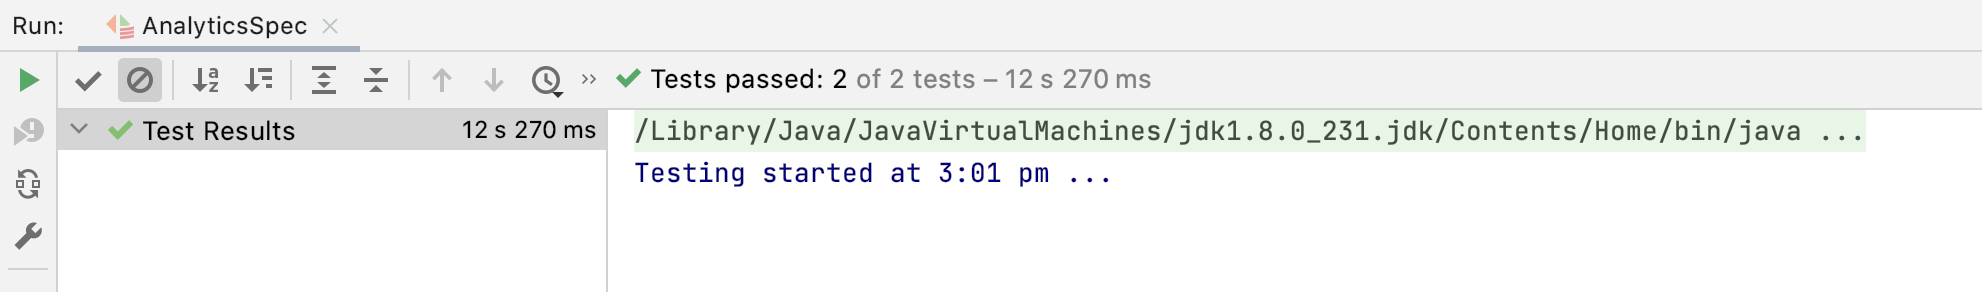 Run: AnalyticsSpec
Tests passed: 2 of 2 tests – 12 s 270 ms
Test Results 12 s 270 ms
/Library/Java/JavaVirtualMachines/jdk1.8.0_231.jdk/Contents/Home/bin/java ...
Testing started at 3:01 pm ...